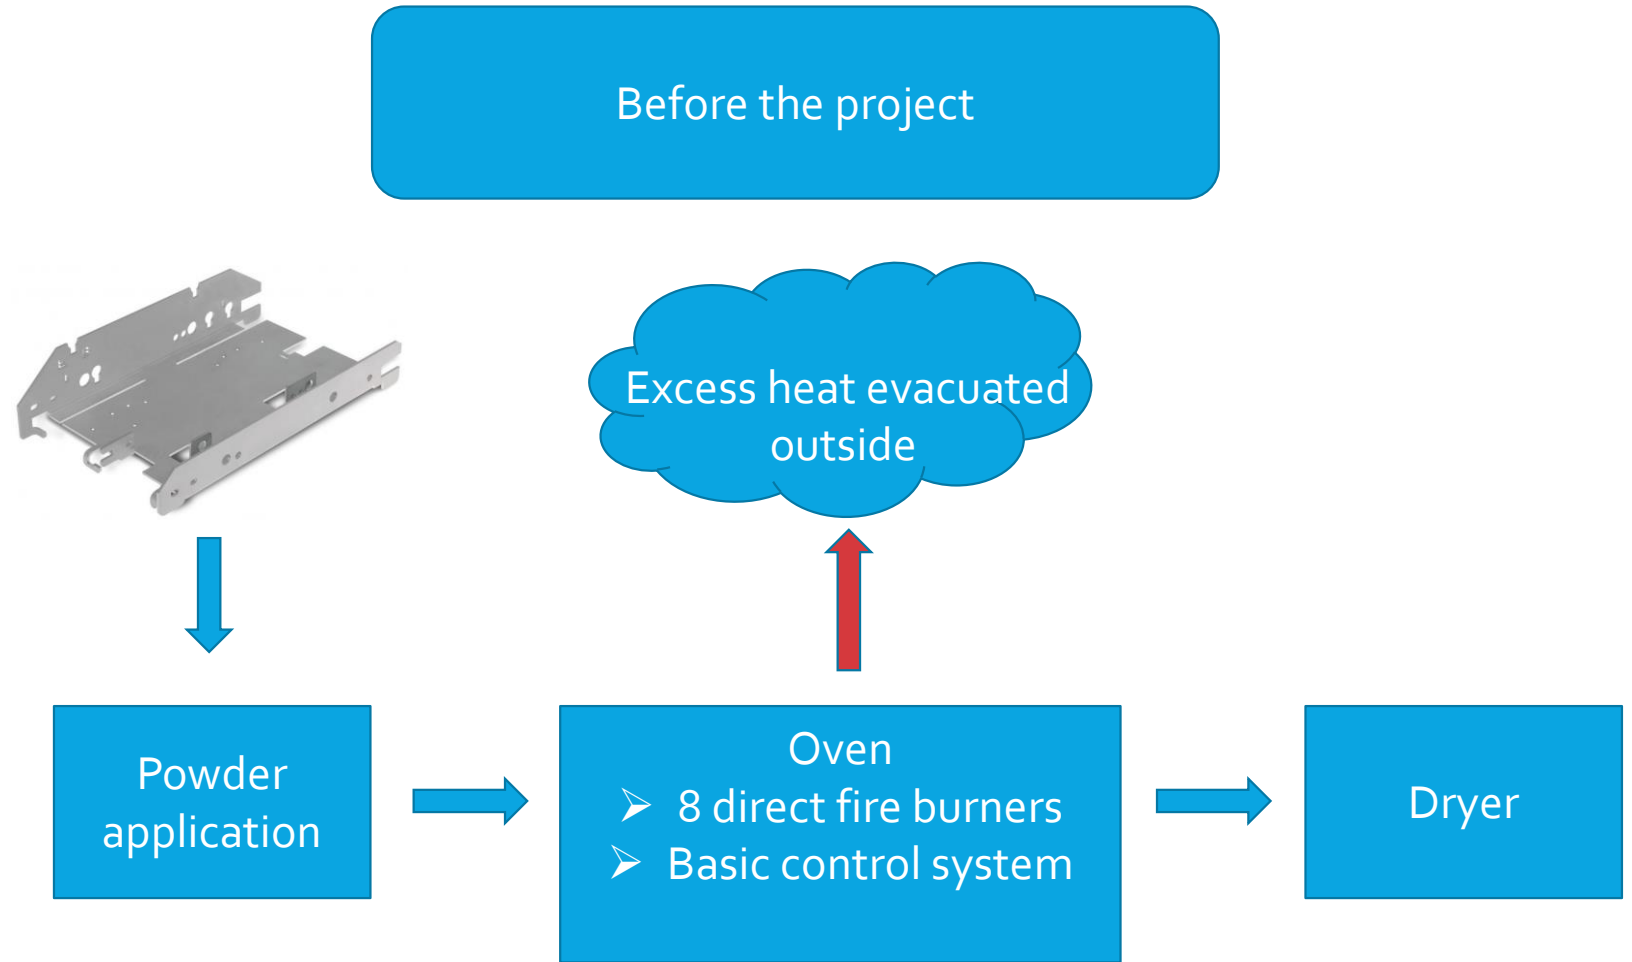 Before the project
Excess heat evacuated
outside
Powder
application
Oven
➢ 8 direct fire burners
➢ Basic control system
Dryer